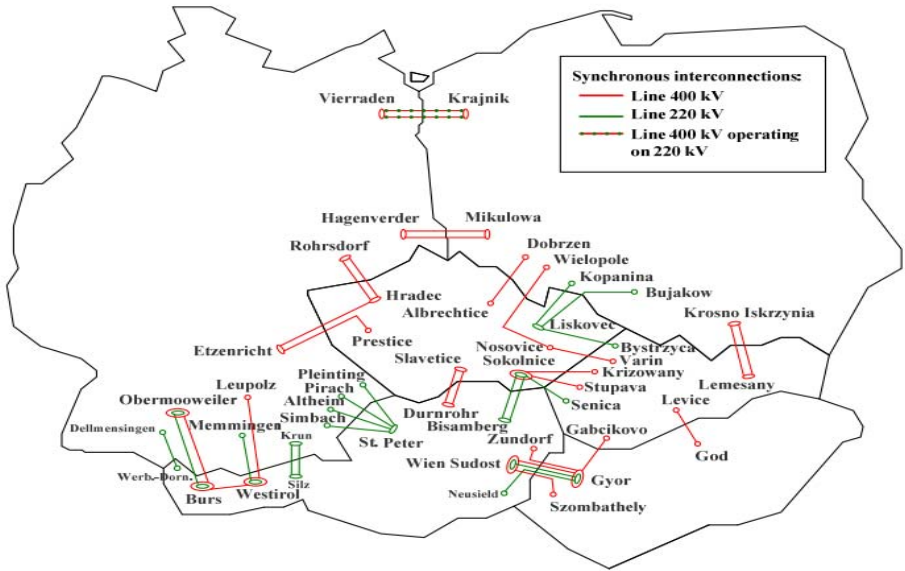 Synchronous interconnections:
Line 400 kV
Line 220 kV
Line 400 kV operating
on 220 kV
Vierraden
Krajnik
Hagenverder
Mikulowa
Rohrsdorf
Dobrzen
Wielopole
Kopanina
Bujakow
Hradec
Albrechtice
Liskovec
Krosno Iskrzynia
Etzenricht
Prestice
Nosovice
Bystrzyca
Varin
Slavetice
Sokolnice
Krizowany
Lemesany
Pleinting
Pirach
Leupolz
Altheim
Stupava
Obermooweiler
Simbach
Durnrohr
Senica
Levice
Dellmensingen
Memmingen
Bisamberg
Krun
St. Peter
Zundorf
Gabcikovo
God
Werb.-Dorn.
Wien Sudost
Silz
Gyor
Burs
Westirol
Neusield
Szombathely